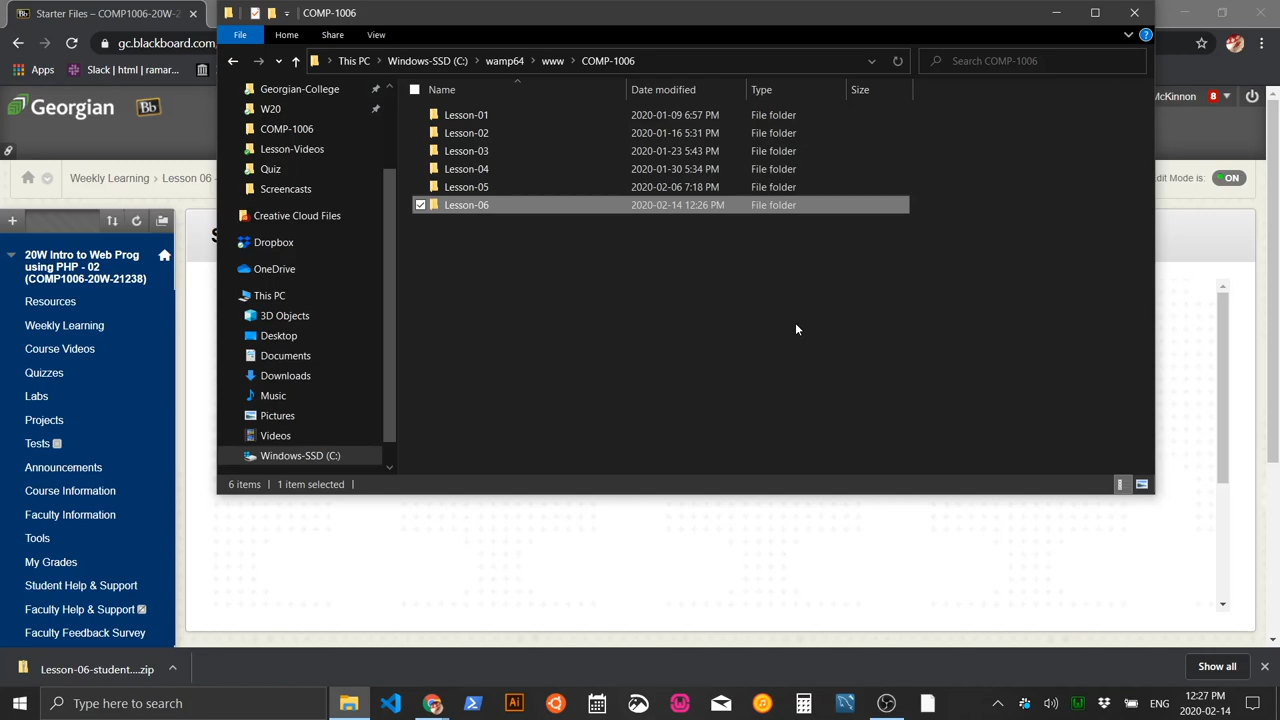 Starter Files – COMP1006-20W-2
COMP-1006
gc.blackboard.com
File
Home
Share
View
This PC
Windows-SSD (C:)
wamp64
www
COMP-1006
Search COMP-1006
Apps
Slack | html | ramar...
Georgian
Bb
McKinnon
8
Georgian-College
W20
COMP-1006
Lesson-Videos
Quiz
Screencasts
Creative Cloud Files
Dropbox
OneDrive
This PC
3D Objects
Desktop
Documents
Downloads
Music
Pictures
Videos
Windows-SSD (C:)
Name Date modified Type Size
Lesson-01 2020-01-09 6:57 PM File folder
Lesson-02 2020-01-16 5:31 PM File folder
Lesson-03 2020-01-23 5:43 PM File folder
Lesson-04 2020-01-30 5:34 PM File folder
Lesson-05 2020-02-06 7:18 PM File folder
Lesson-06 2020-02-14 12:26 PM File folder
6 items
1 item selected
Weekly Learning
Lesson 06 -
dit Mode is:
ON
20W Intro to Web Prog
using PHP - 02
(COMP1006-20W-21238)
Resources
Weekly Learning
Course Videos
Quizzes
Labs
Projects
Tests
Announcements
Course Information
Faculty Information
Tools
My Grades
Student Help & Support
Faculty Help & Support
Faculty Feedback Survey
Lesson-06-student....zip
Show all
Type here to search
ENG
12:27 PM
2020-02-14